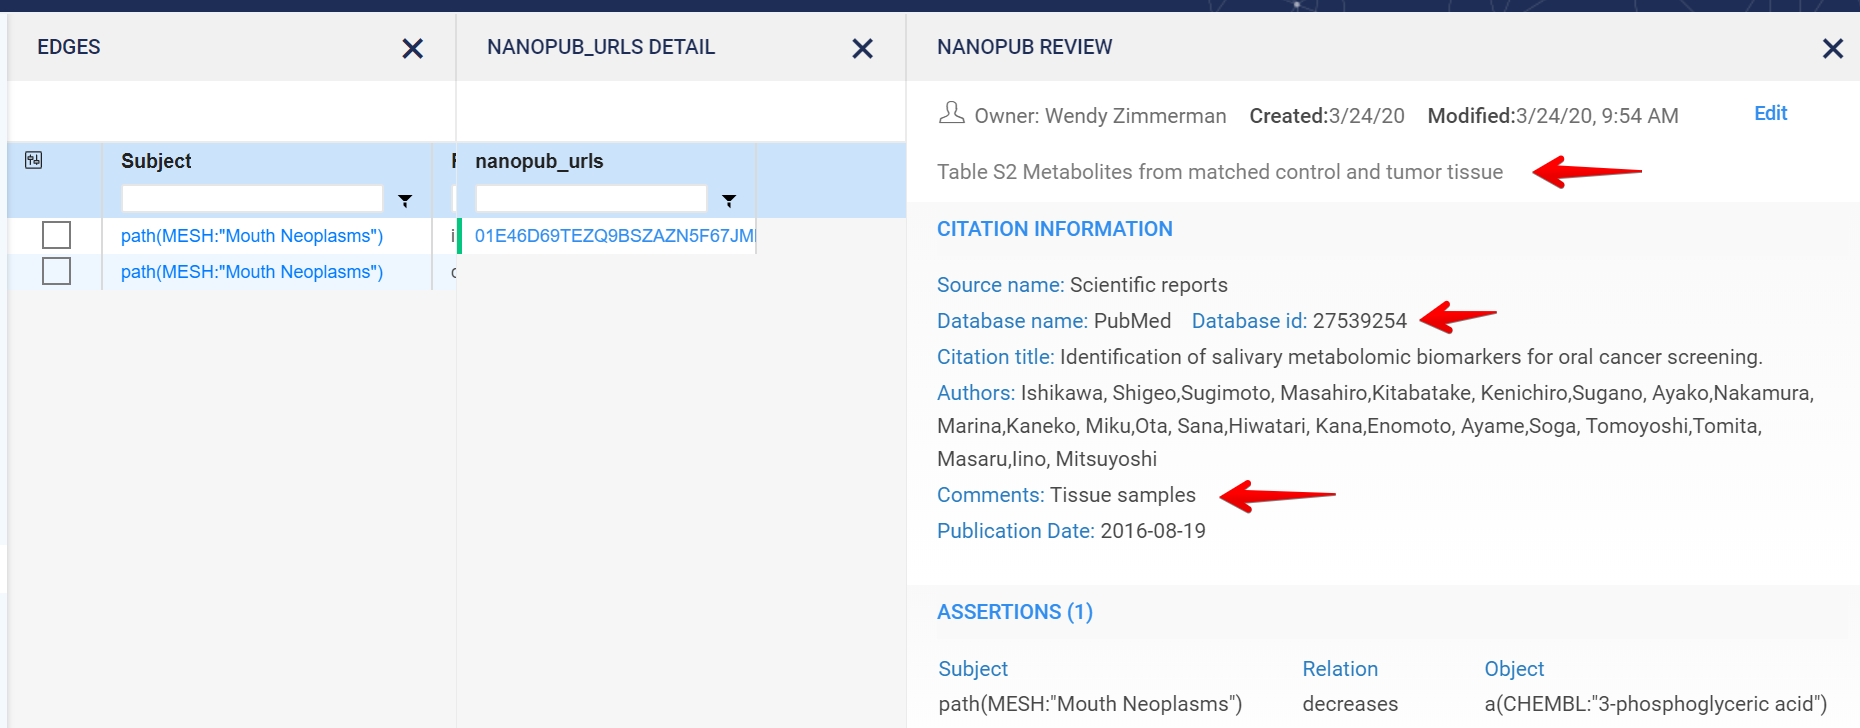 EDGES
NANOPUB_URLS DETAIL
NANOPUB REVIEW
Owner: Wendy Zimmerman Created:3/24/20 Modified:3/24/20, 9:54 AM Edit
Table S2 Metabolites from matched control and tumor tissue
Subject
nanopub_urls
path(MESH:"Mouth Neoplasms")
01E46D69TEZQ9BSZAZN5F67JM
path(MESH:"Mouth Neoplasms")
CITATION INFORMATION
Source name: Scientific reports
Database name: PubMed Database id: 27539254
Citation title: Identification of salivary metabolomic biomarkers for oral cancer screening.
Authors: Ishikawa, Shigeo,Sugimoto, Masahiro,Kitabatake, Kenichiro,Sugano, Ayako,Nakamura,
Marina,Kaneko, Miku,Ota, Sana,Hiwatari, Kana,Enomoto, Ayame,Soga, Tomoyoshi,Tomita,
Masaru,Iino, Mitsuyoshi
Comments: Tissue samples
Publication Date: 2016-08-19
ASSERTIONS (1)
Subject Relation Object
path(MESH:"Mouth Neoplasms") decreases a(CHEMBL:"3-phosphoglyceric acid")